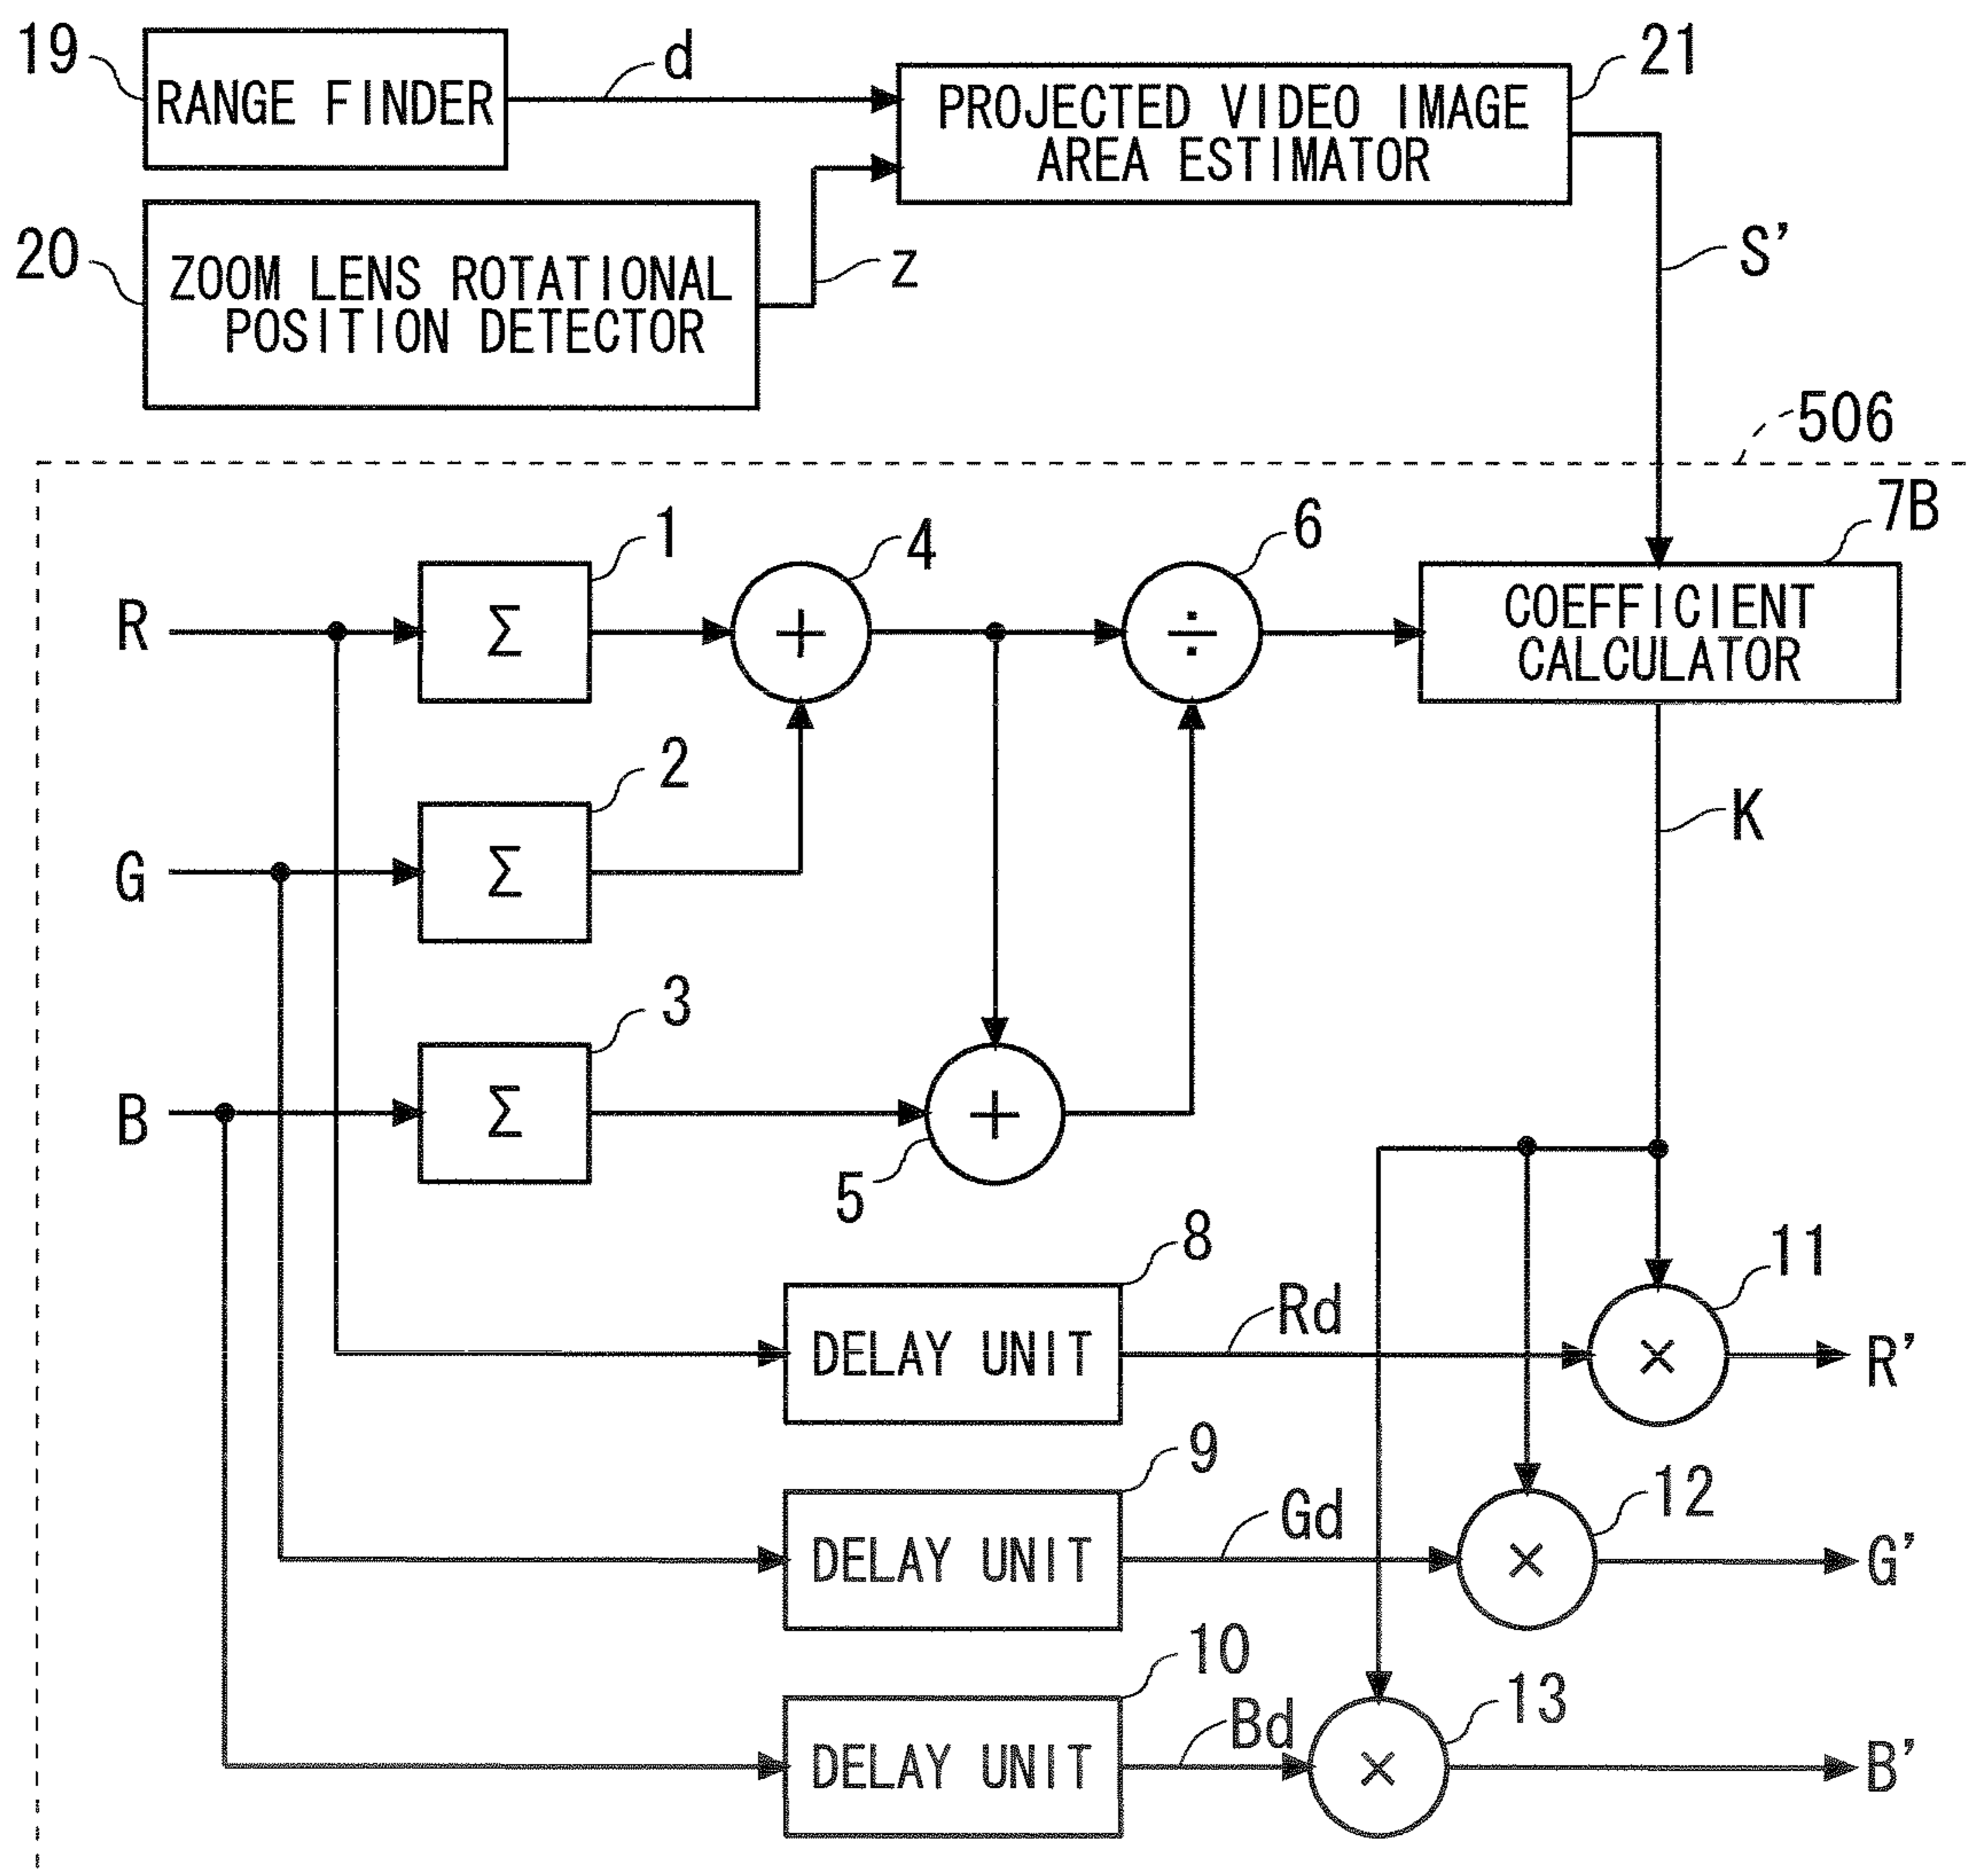 19
RANGE FINDER
d
PROJECTED VIDEO IMAGE
AREA ESTIMATOR
21
20
ZOOM LENS ROTATIONAL
POSITION DETECTOR
z
S'
506
R
Σ
1
+
4
÷
6
COEFFICIENT
CALCULATOR
7B
G
Σ
2
K
B
Σ
3
+
5
DELAY UNIT
8
Rd
×
11
R'
DELAY UNIT
9
Gd
×
12
G'
DELAY UNIT
10
Bd
×
13
B'